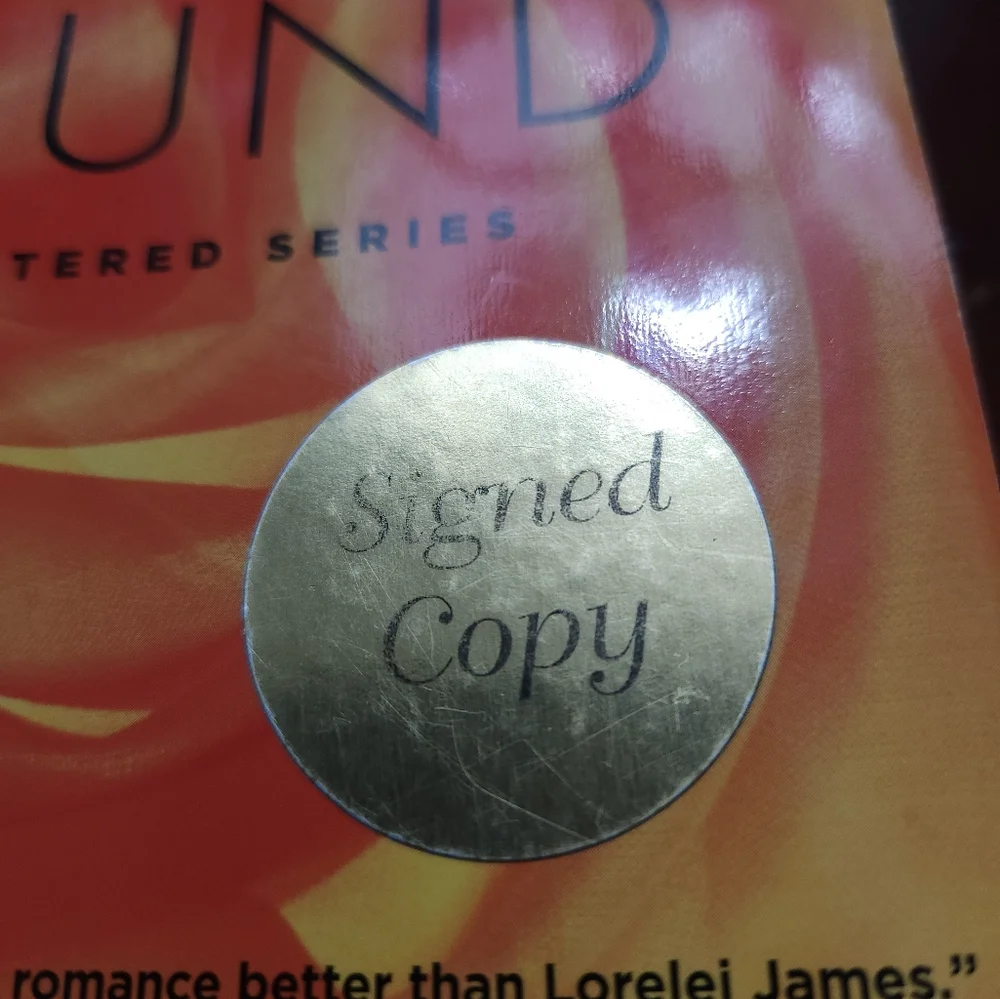 UND
TERED SERIES
Signed
Copy
romance better than Lorelei James.”